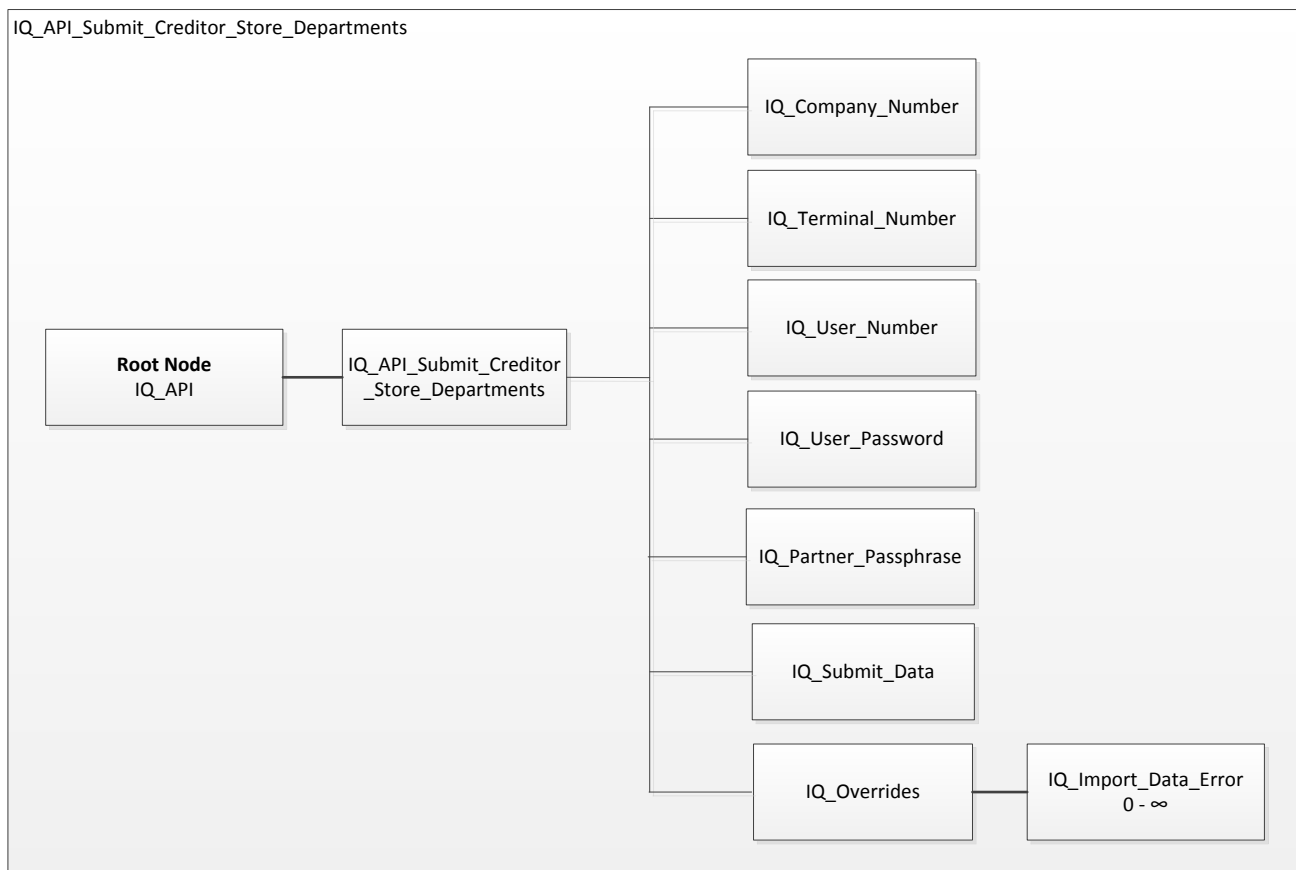 IQ_API_Submit_Creditor_Store_Departments
IQ_Company_Number
IQ_Terminal_Number
IQ_User_Number
Root Node
IQ_API
IQ_API_Submit_Creditor
_Store_Departments
IQ_User_Password
IQ_Partner_Passphrase
IQ_Submit_Data
IQ_Overrides
IQ_Import_Data_Error
0 - ∞